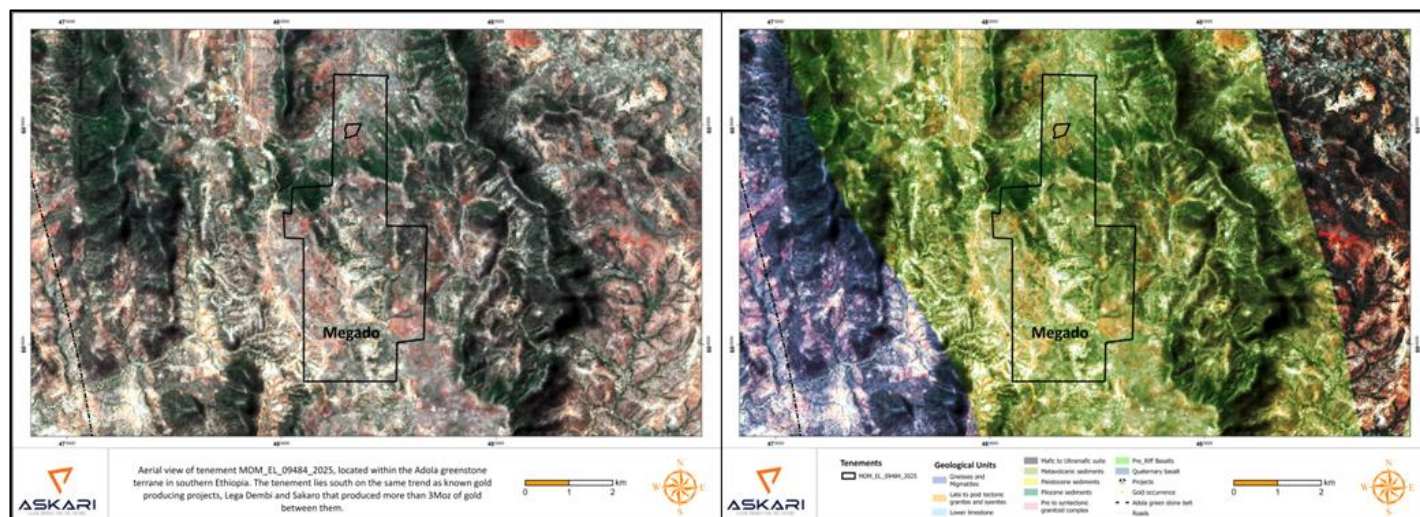 Megado
ASKARI
Aerial view of tenement MOM_EL_09484_2025, located within the Adola greenstone
terrane in southern Ethiopia. The tenement lies south on the same trend as known gold
producing projects, Lega Dembi and Sakaro that produced more than 3Moz of gold
between them.
0 1 2 km
N
W E
S
Megado
ASKARI
Tenements
MOM_EL_09484_2025
Geological Units
Gneisses and
Migmatites
Late to post tectonic
granites and syenites
Lower limestone
Mafic to Ultramafic suite
Metavolcanic sediments
Pleistocene sediments
Pliocene sediments
Pre to syntectonic
granitoid complex
Pre_Rift Basalts
Quaternary basalt
Projects
Gold occurrence
Adola green stone belt
Roads
0 1 2 km
N
W E
S